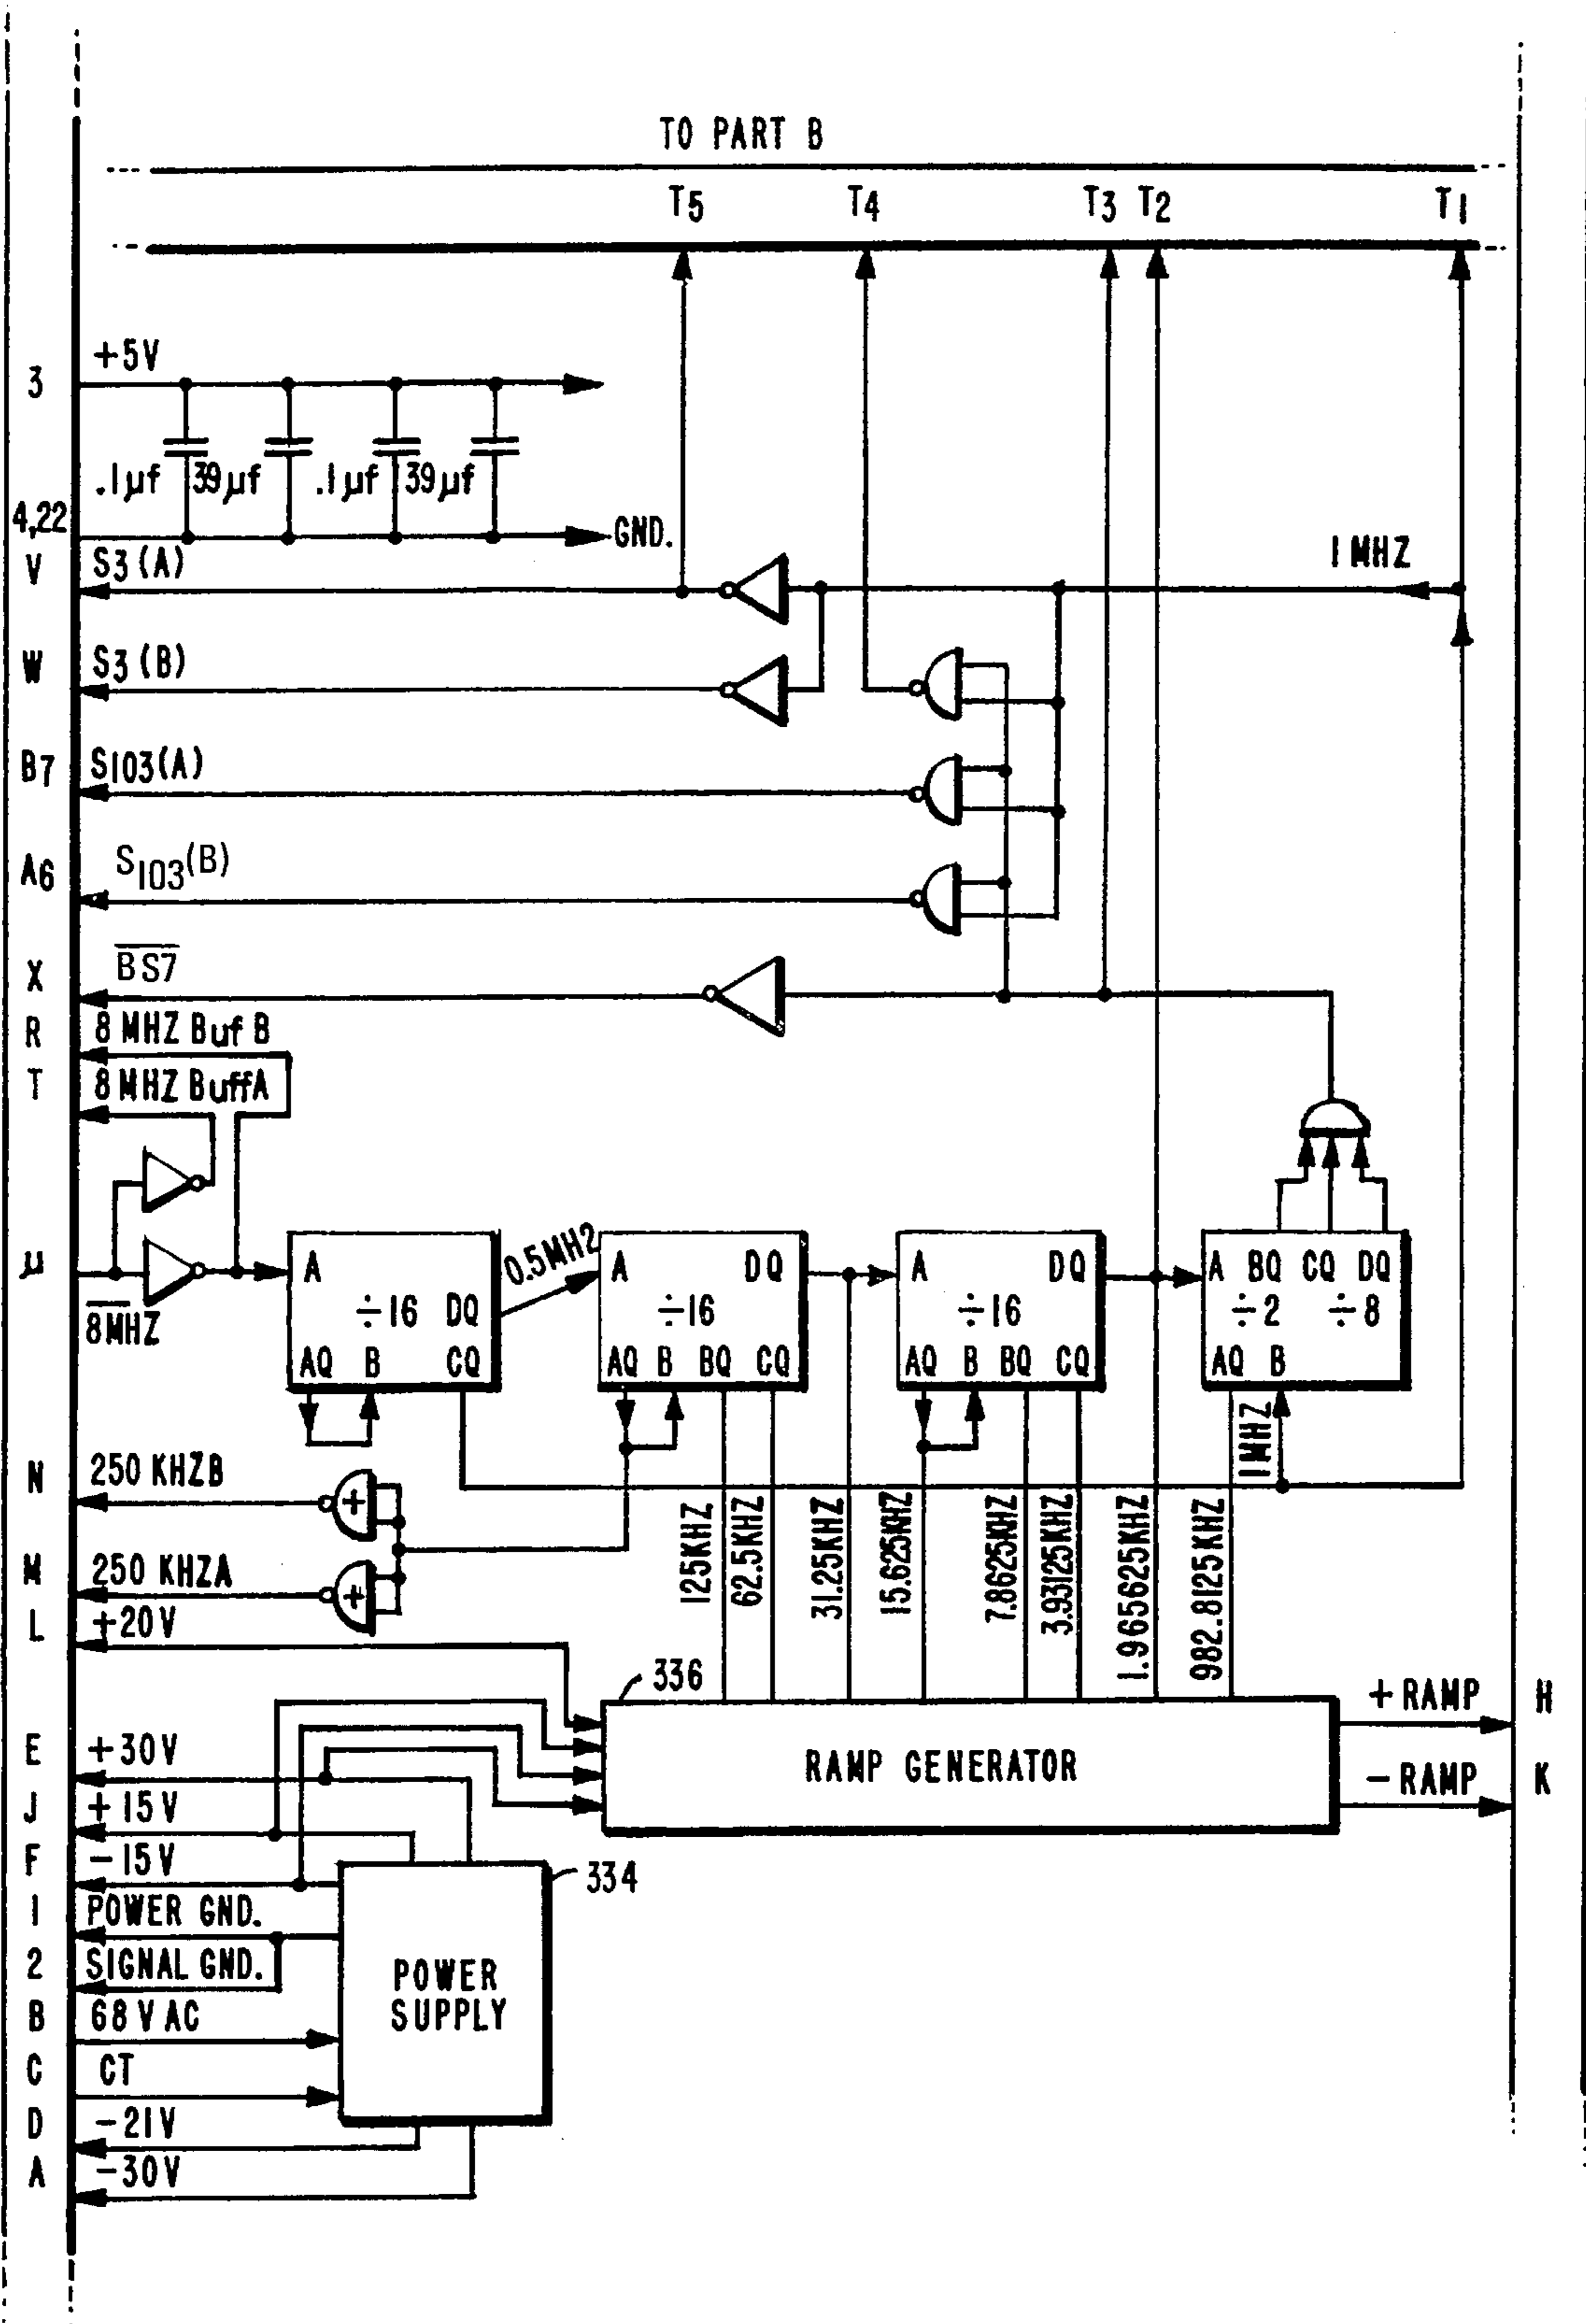 TO PART B
T5 T4 T3 T2 T1
3 +5V
.1µf 39µf .1µf 39µf
4,22 GND.
V S3(A) 1 MHZ
W S3(B)
B7 S103(A)
A6 S103(B)
X B̅S̅7̅
R 8 MHZ Buf B
T 8 MHZ BuffA
µ 8̅M̅HZ
A ÷16 DQ AQ B CQ
0.5MH2
A DQ ÷16 AQ B BQ CQ
A DQ ÷16 AQ B BQ CQ
A BQ CQ DQ ÷2 ÷8 AQ B
1MHZ
N 250 KHZB
M 250 KHZA
125KHZ
62.5KHZ
31.25KHZ
15.625KHZ
7.8625KHZ
3.93125KHZ
1.965625KHZ
982.8125KHZ
L +20V
336
RAMP GENERATOR
+RAMP H
-RAMP K
E +30V
J +15V
F -15V
334
1 POWER GND.
2 SIGNAL GND.
POWER
SUPPLY
B 68 V AC
C CT
D -21V
A -30V